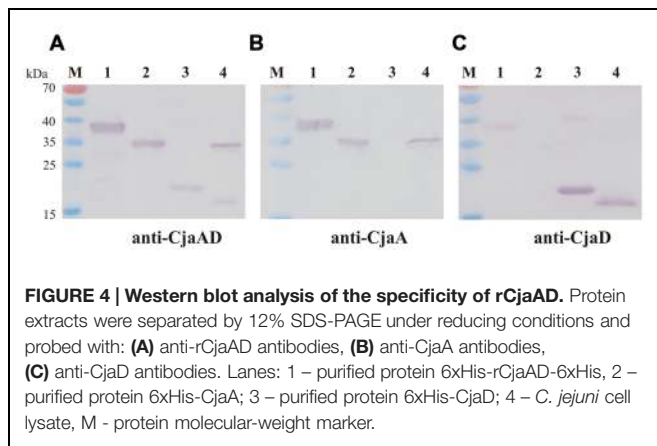 A B C
kDa M 1 2 3 4 M 1 2 3 4 M 1 2 3 4
70
40
35
25
15
anti-CjaAD anti-CjaA anti-CjaD
FIGURE 4 | Western blot analysis of the specificity of rCjaAD. Protein
extracts were separated by 12% SDS-PAGE under reducing conditions and
probed with: (A) anti-rCjaAD antibodies, (B) anti-CjaA antibodies,
(C) anti-CjaD antibodies. Lanes: 1 – purified protein 6xHis-rCjaAD-6xHis, 2 –
purified protein 6xHis-CjaA; 3 – purified protein 6xHis-CjaD; 4 – C. jejuni cell
lysate, M - protein molecular-weight marker.